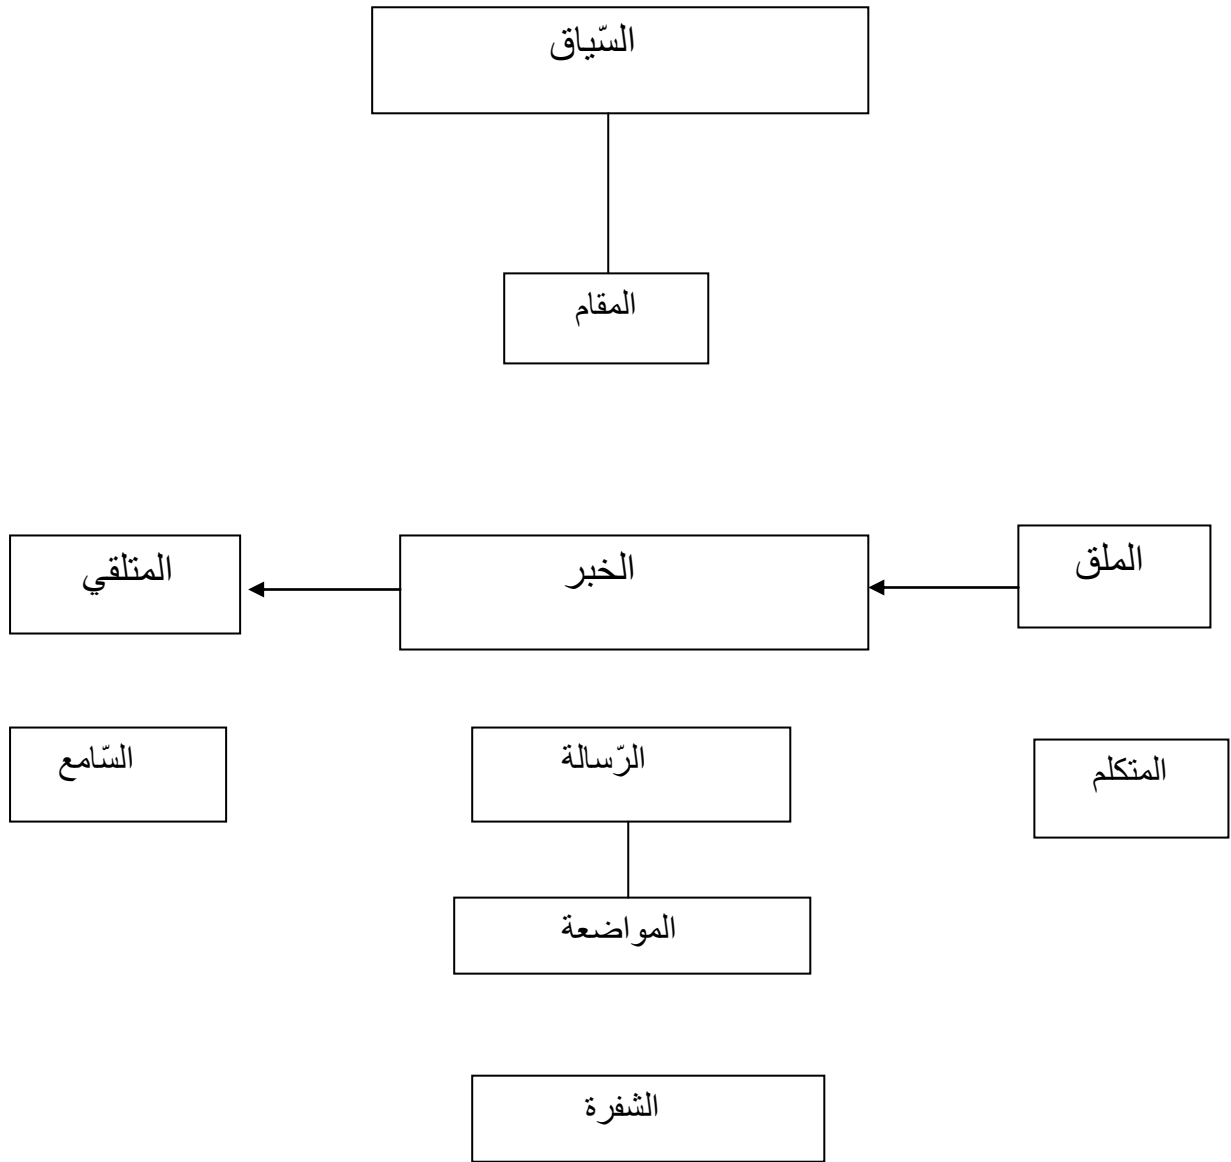 السّياق
المقام
الملق
الخبر
المتلقي
المتكلم
الرّسالة
السّامع
المواضعة
الشفرة